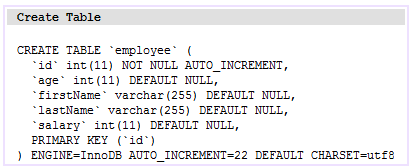 Create Table
CREATE TABLE `employee` (
`id` int(11) NOT NULL AUTO_INCREMENT,
`age` int(11) DEFAULT NULL,
`firstName` varchar(255) DEFAULT NULL,
`lastName` varchar(255) DEFAULT NULL,
`salary` int(11) DEFAULT NULL,
PRIMARY KEY (`id`)
) ENGINE=InnoDB AUTO_INCREMENT=22 DEFAULT CHARSET=utf8